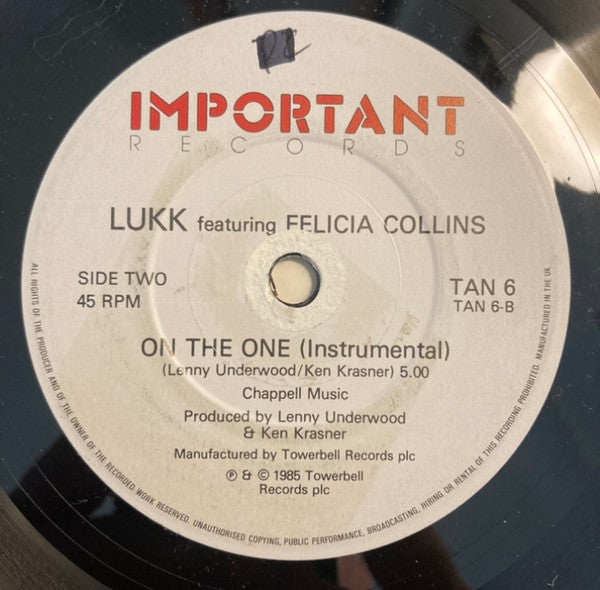 IMPORTANT
RECORDS
LUKK featuring FELICIA COLLINS
SIDE TWO
45 RPM
TAN 6
TAN 6-B
ON THE ONE (Instrumental)
(Lenny Underwood/Ken Krasner) 5.00
Chappell Music
Produced by Lenny Underwood
& Ken Krasner
Manufactured by Towerbell Records plc
℗ & © 1985 Towerbell
Records plc
ALL RIGHTS OF THE PRODUCER AND OF THE OWNER OF THE RECORDED WORK RESERVED. UNAUTHORISED COPYING, PUBLIC PERFORMANCE, BROADCASTING, HIRING OR RENTAL OF THIS RECORDING PROHIBITED. MANUFACTURED IN THE UK